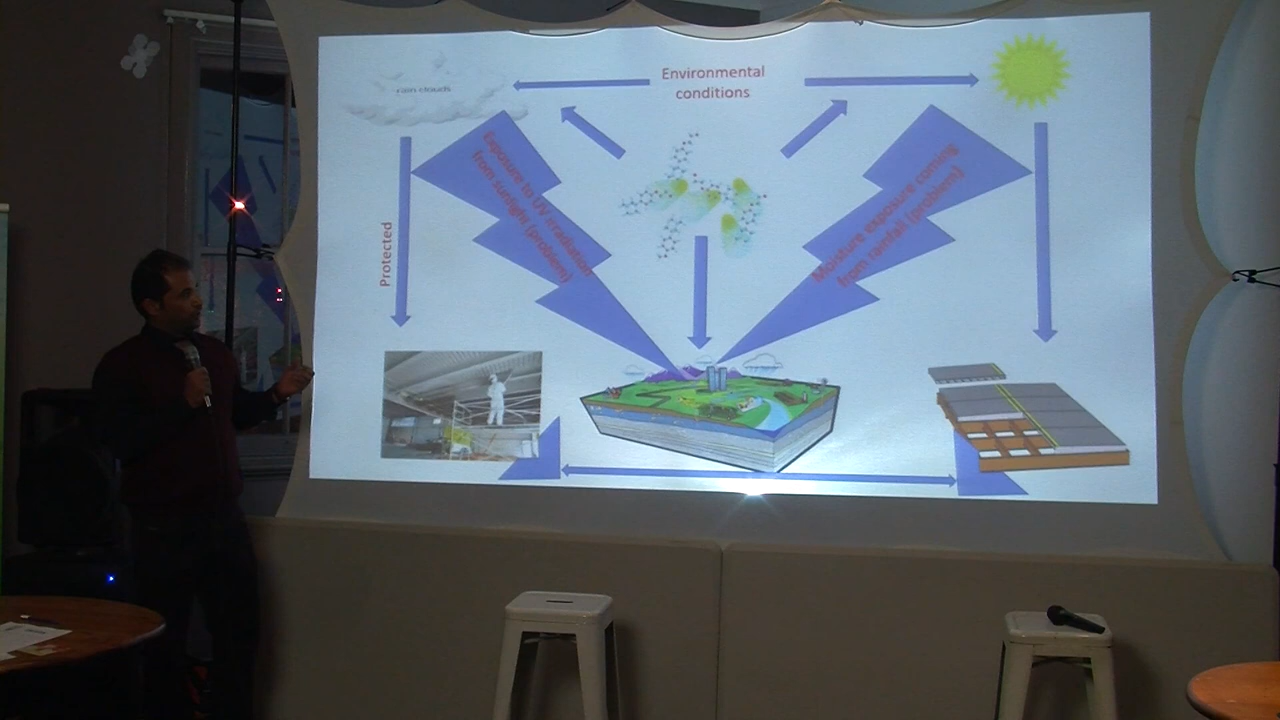 Environmental
conditions
rain clouds
Exposure to UV irradiation
from sunlight (problem)
Moisture exposure coming
from rainfall (problem)
Protected